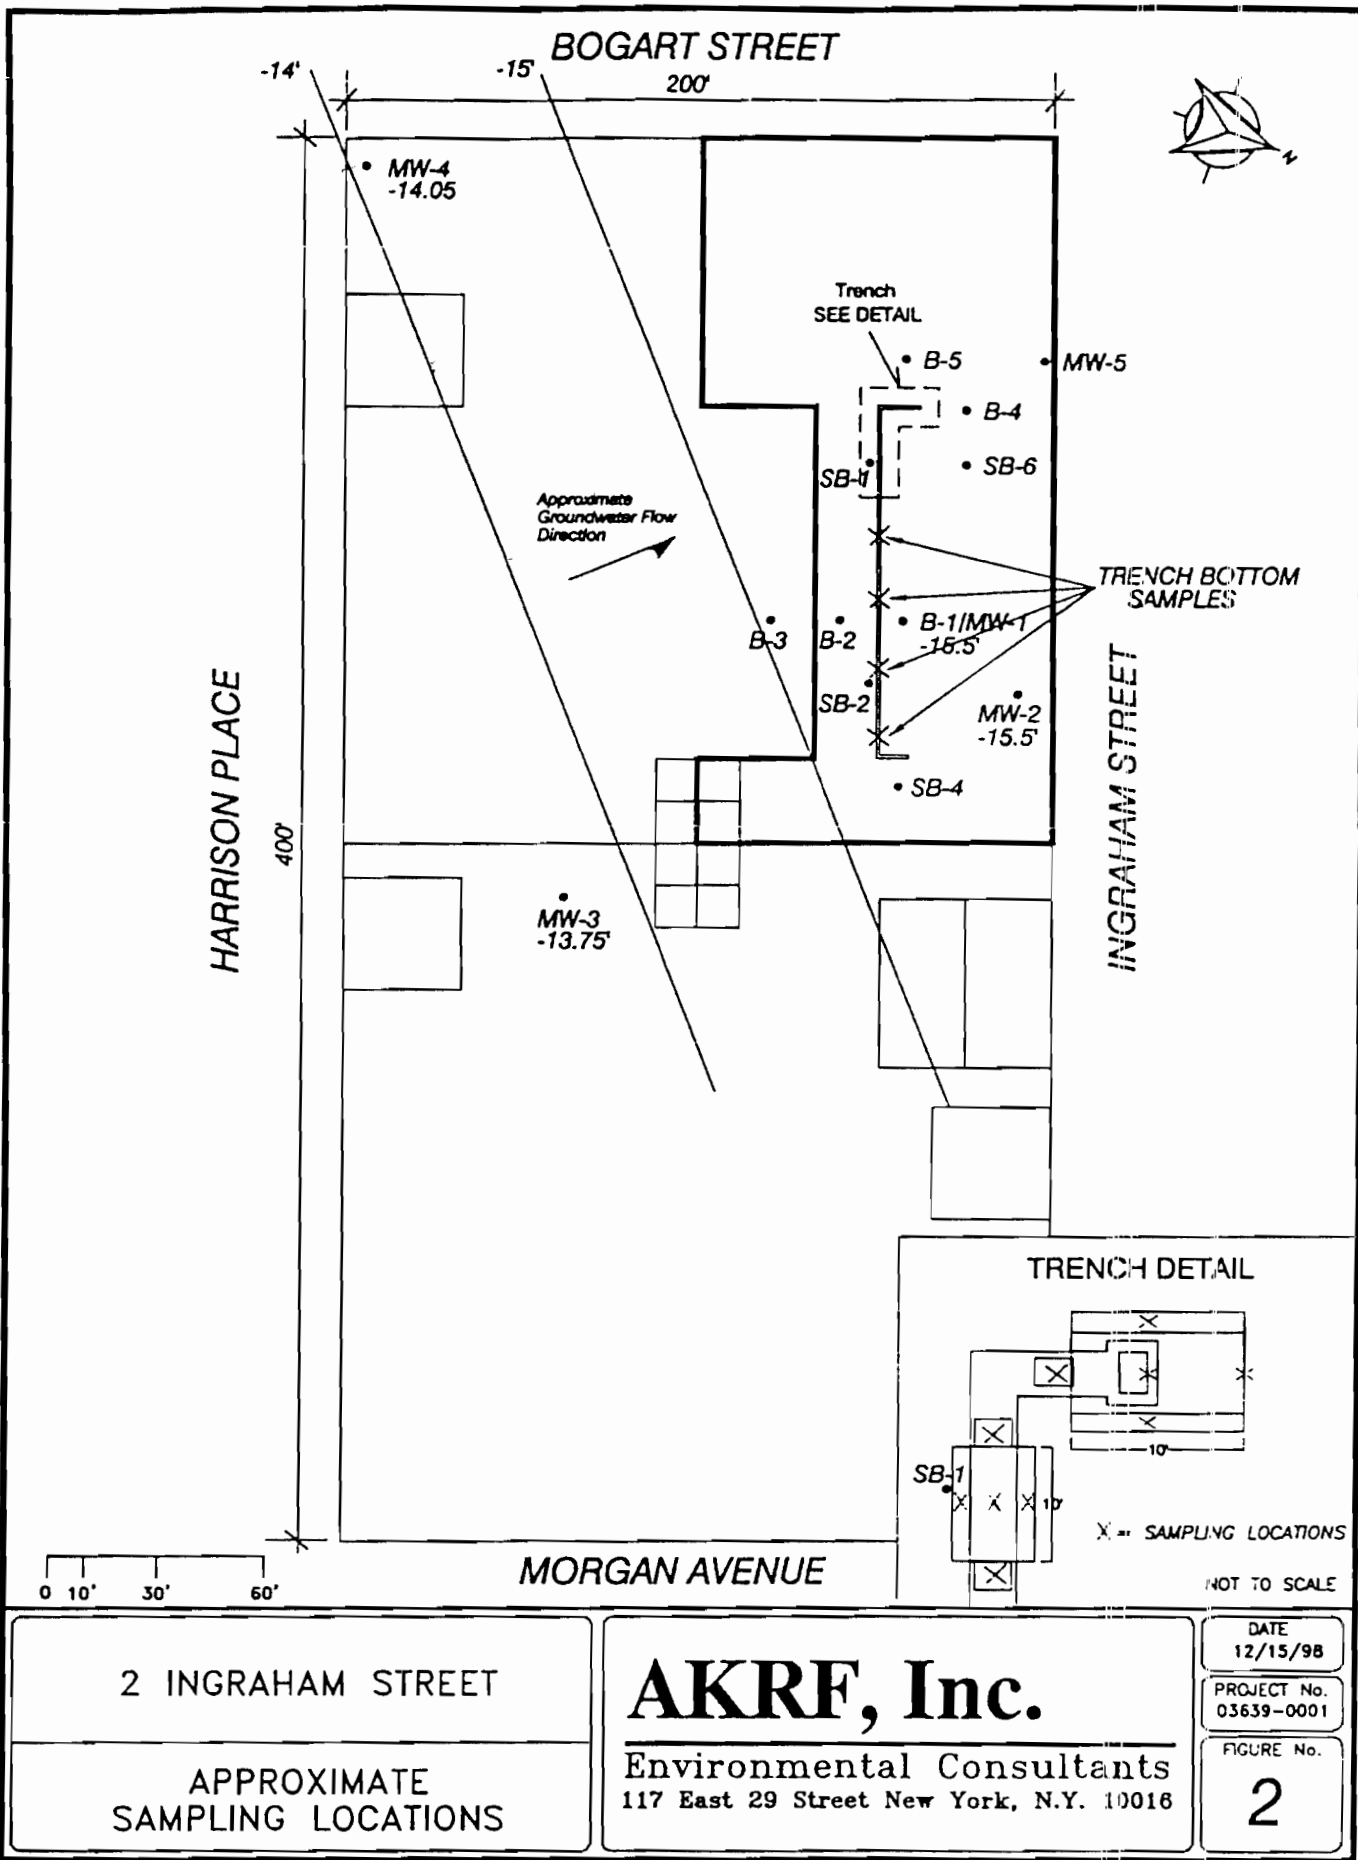 BOGART STREET
-14'
-15'
200'
N
MW-4
-14.05
Trench
SEE DETAIL
B-5
MW-5
B-4
SB-1
SB-6
Approximate
Groundwater Flow
Direction
TRENCH BOTTOM
SAMPLES
B-3
B-2
B-1/MW-1
-15.5'
SB-2
MW-2
-15.5'
SB-4
HARRISON PLACE
400'
INGRAHAM STREET
MW-3
-13.75'
TRENCH DETAIL
10'
SB-1
10'
X = SAMPLING LOCATIONS
NOT TO SCALE
0 10' 30' 60'
MORGAN AVENUE
2 INGRAHAM STREET
APPROXIMATE
SAMPLING LOCATIONS
AKRF, Inc.
Environmental Consultants
117 East 29 Street New York, N.Y. 10016
DATE
12/15/98
PROJECT No.
03639-0001
FIGURE No.
2